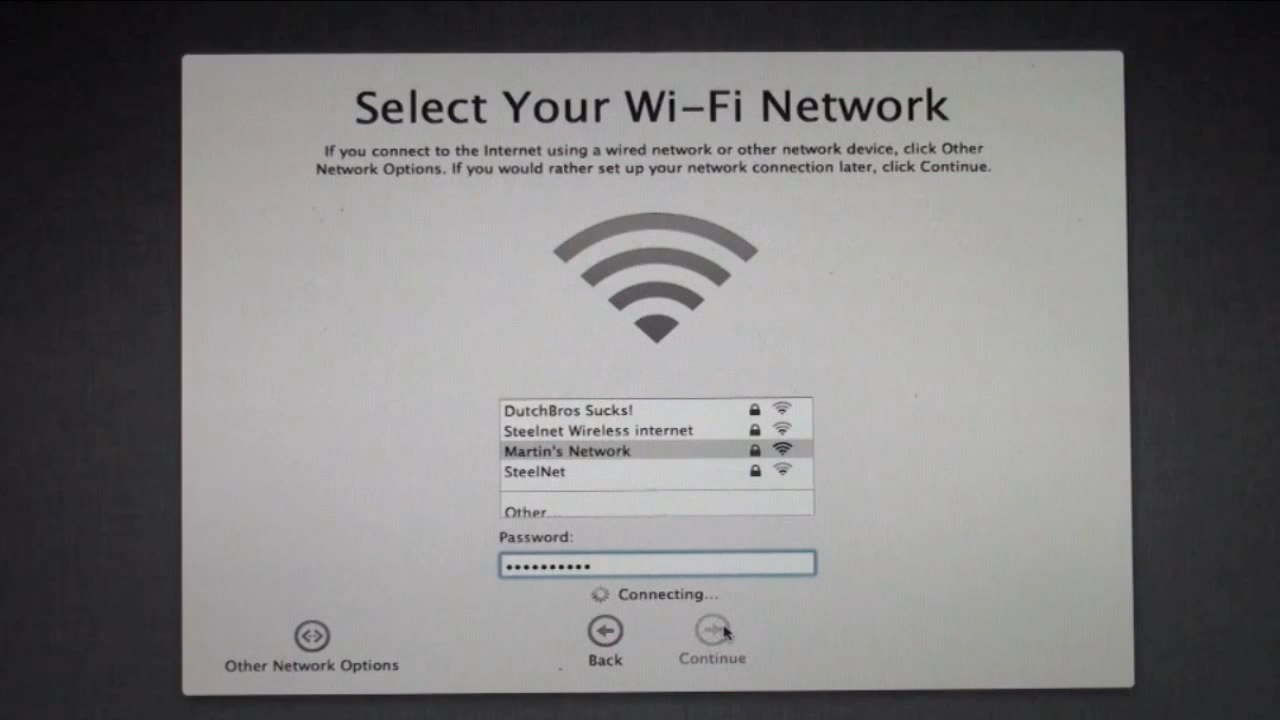 Select Your Wi-Fi Network
If you connect to the Internet using a wired network or other network device, click Other
Network Options. If you would rather set up your network connection later, click Continue.
DutchBros Sucks!
Steelnet Wireless internet
Martin's Network
SteelNet
Other...
Password:
••••••••••
Connecting...
Back
Continue
Other Network Options